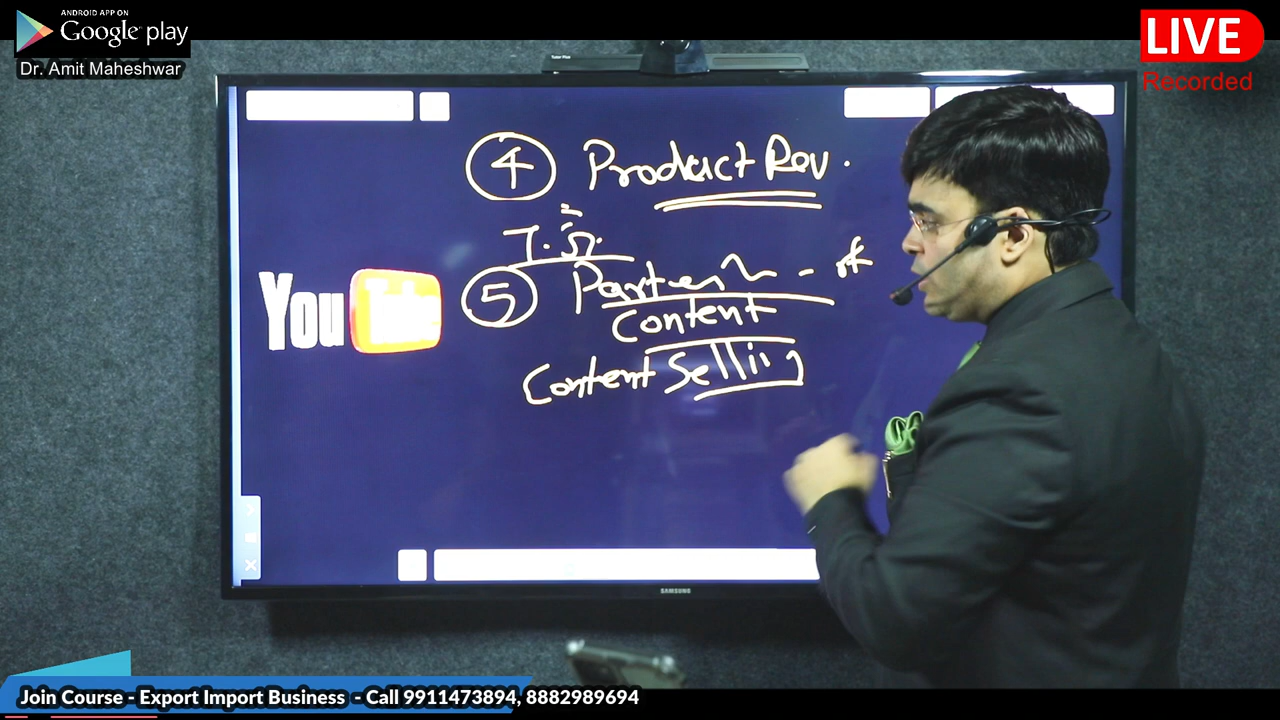 ANDROID APP ON
Google play
Dr. Amit Maheshwar
LIVE
Recorded
4 Product Rev.
5 Partner
Content
Content Selling
You Tube
SAMSUNG
Join Course - Export Import Business - Call 9911473894, 8882989694